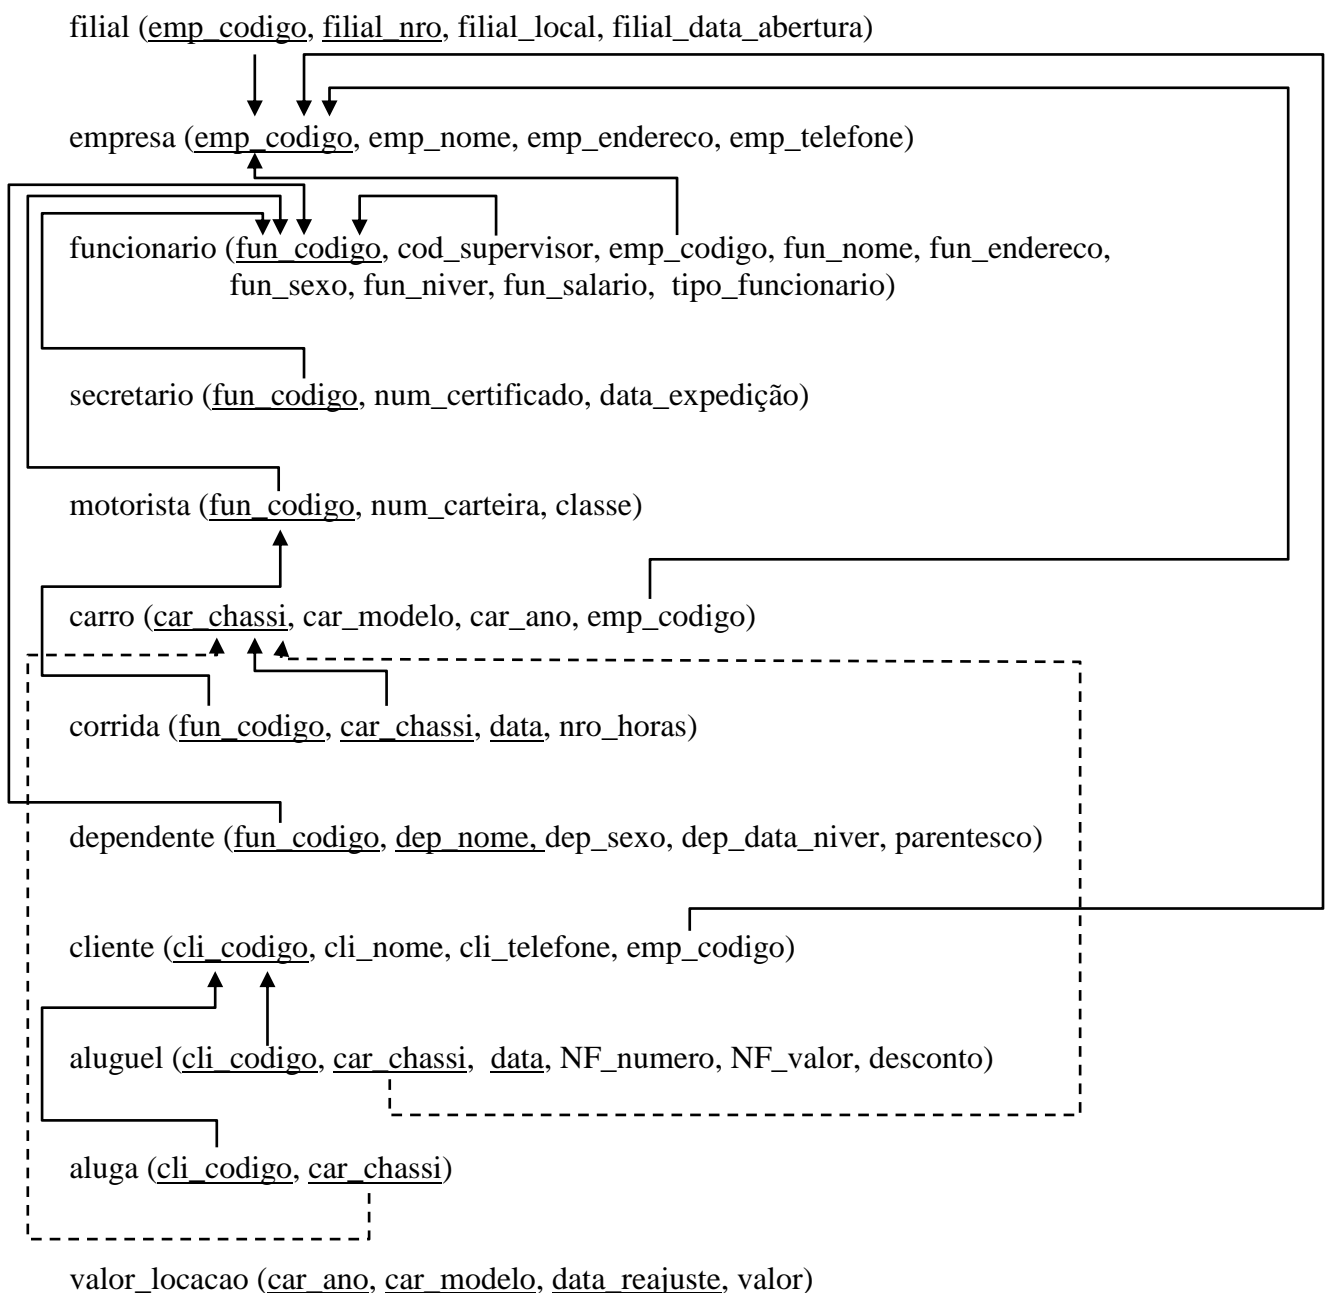 filial (emp_codigo, filial_nro, filial_local, filial_data_abertura)
empresa (emp_codigo, emp_nome, emp_endereco, emp_telefone)
funcionario (fun_codigo, cod_supervisor, emp_codigo, fun_nome, fun_endereco,
fun_sexo, fun_niver, fun_salario, tipo_funcionario)
secretario (fun_codigo, num_certificado, data_expedição)
motorista (fun_codigo, num_carteira, classe)
carro (car_chassi, car_modelo, car_ano, emp_codigo)
corrida (fun_codigo, car_chassi, data, nro_horas)
dependente (fun_codigo, dep_nome, dep_sexo, dep_data_niver, parentesco)
cliente (cli_codigo, cli_nome, cli_telefone, emp_codigo)
aluguel (cli_codigo, car_chassi, data, NF_numero, NF_valor, desconto)
aluga (cli_codigo, car_chassi)
valor_locacao (car_ano, car_modelo, data_reajuste, valor)